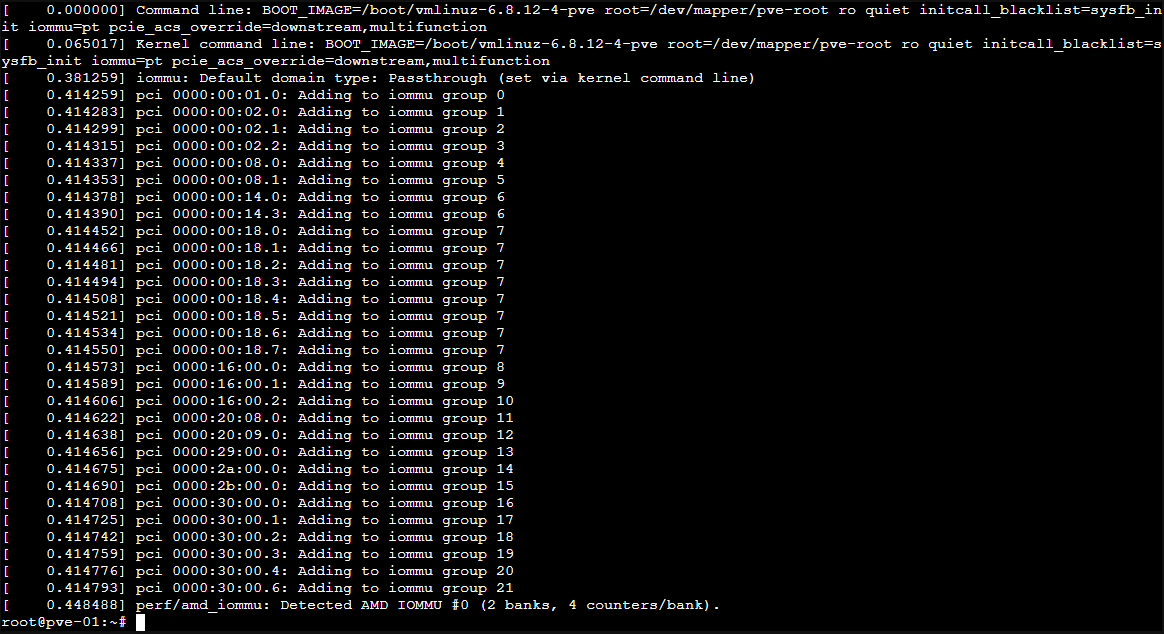 [    0.000000] Command line: BOOT_IMAGE=/boot/vmlinuz-6.8.12-4-pve root=/dev/mapper/pve-root ro quiet initcall_blacklist=sysfb_in
it iommu=pt pcie_acs_override=downstream,multifunction
[    0.065017] Kernel command line: BOOT_IMAGE=/boot/vmlinuz-6.8.12-4-pve root=/dev/mapper/pve-root ro quiet initcall_blacklist=s
ysfb_init iommu=pt pcie_acs_override=downstream,multifunction
[    0.381259] iommu: Default domain type: Passthrough (set via kernel command line)
[    0.414259] pci 0000:00:01.0: Adding to iommu group 0
[    0.414283] pci 0000:00:02.0: Adding to iommu group 1
[    0.414299] pci 0000:00:02.1: Adding to iommu group 2
[    0.414315] pci 0000:00:02.2: Adding to iommu group 3
[    0.414337] pci 0000:00:08.0: Adding to iommu group 4
[    0.414353] pci 0000:00:08.1: Adding to iommu group 5
[    0.414378] pci 0000:00:14.0: Adding to iommu group 6
[    0.414390] pci 0000:00:14.3: Adding to iommu group 6
[    0.414452] pci 0000:00:18.0: Adding to iommu group 7
[    0.414466] pci 0000:00:18.1: Adding to iommu group 7
[    0.414481] pci 0000:00:18.2: Adding to iommu group 7
[    0.414494] pci 0000:00:18.3: Adding to iommu group 7
[    0.414508] pci 0000:00:18.4: Adding to iommu group 7
[    0.414521] pci 0000:00:18.5: Adding to iommu group 7
[    0.414534] pci 0000:00:18.6: Adding to iommu group 7
[    0.414550] pci 0000:00:18.7: Adding to iommu group 7
[    0.414573] pci 0000:16:00.0: Adding to iommu group 8
[    0.414589] pci 0000:16:00.1: Adding to iommu group 9
[    0.414606] pci 0000:16:00.2: Adding to iommu group 10
[    0.414622] pci 0000:20:08.0: Adding to iommu group 11
[    0.414638] pci 0000:20:09.0: Adding to iommu group 12
[    0.414656] pci 0000:29:00.0: Adding to iommu group 13
[    0.414675] pci 0000:2a:00.0: Adding to iommu group 14
[    0.414690] pci 0000:2b:00.0: Adding to iommu group 15
[    0.414708] pci 0000:30:00.0: Adding to iommu group 16
[    0.414725] pci 0000:30:00.1: Adding to iommu group 17
[    0.414742] pci 0000:30:00.2: Adding to iommu group 18
[    0.414759] pci 0000:30:00.3: Adding to iommu group 19
[    0.414776] pci 0000:30:00.4: Adding to iommu group 20
[    0.414793] pci 0000:30:00.6: Adding to iommu group 21
[    0.448488] perf/amd_iommu: Detected AMD IOMMU #0 (2 banks, 4 counters/bank).
root@pve-01:~#